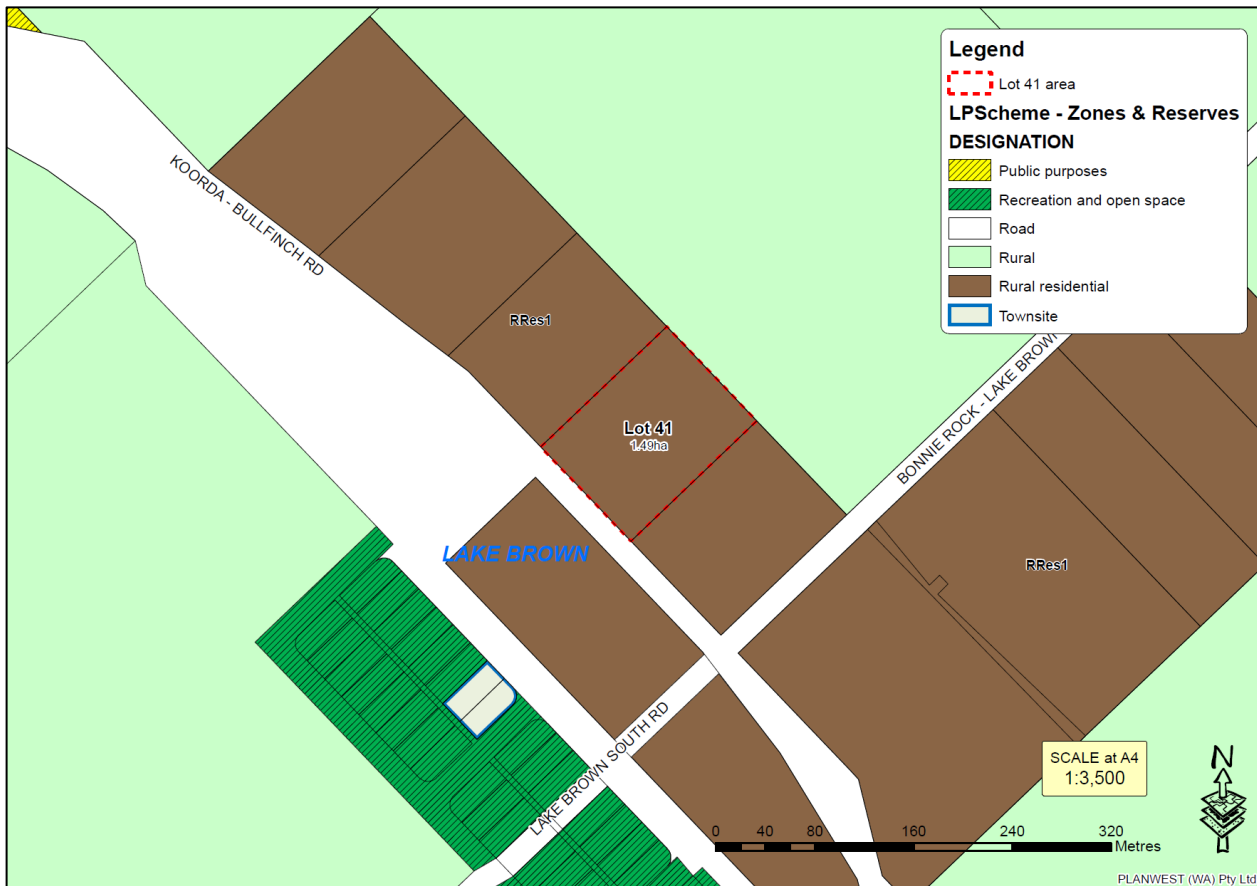 Legend
Lot 41 area
LPScheme - Zones & Reserves
DESIGNATION
Public purposes
Recreation and open space
Road
Rural
Rural residential
Townsite
KOORDA - BULLFINCH RD
RRes1
Lot 41
1.49ha
BONNIE ROCK - LAKE BROWN
LAKE BROWN
RRes1
LAKE BROWN SOUTH RD
SCALE at A4
1:3,500
N
0 40 80 160 240 320
Metres
PLANWEST (WA) Py Ltd